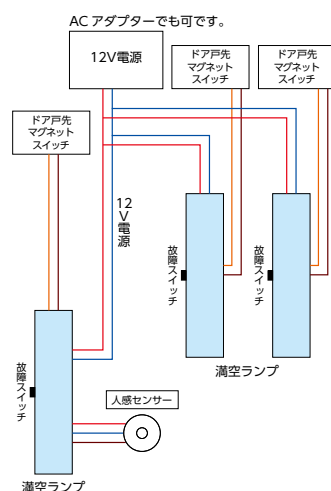 ACアダプターでも可です。
12V電源
ドア戸先
マグネット
スイッチ
ドア戸先
マグネット
スイッチ
ドア戸先
マグネット
スイッチ
12V電源
故障スイッチ
故障スイッチ
満空ランプ
故障スイッチ
人感センサー
満空ランプ